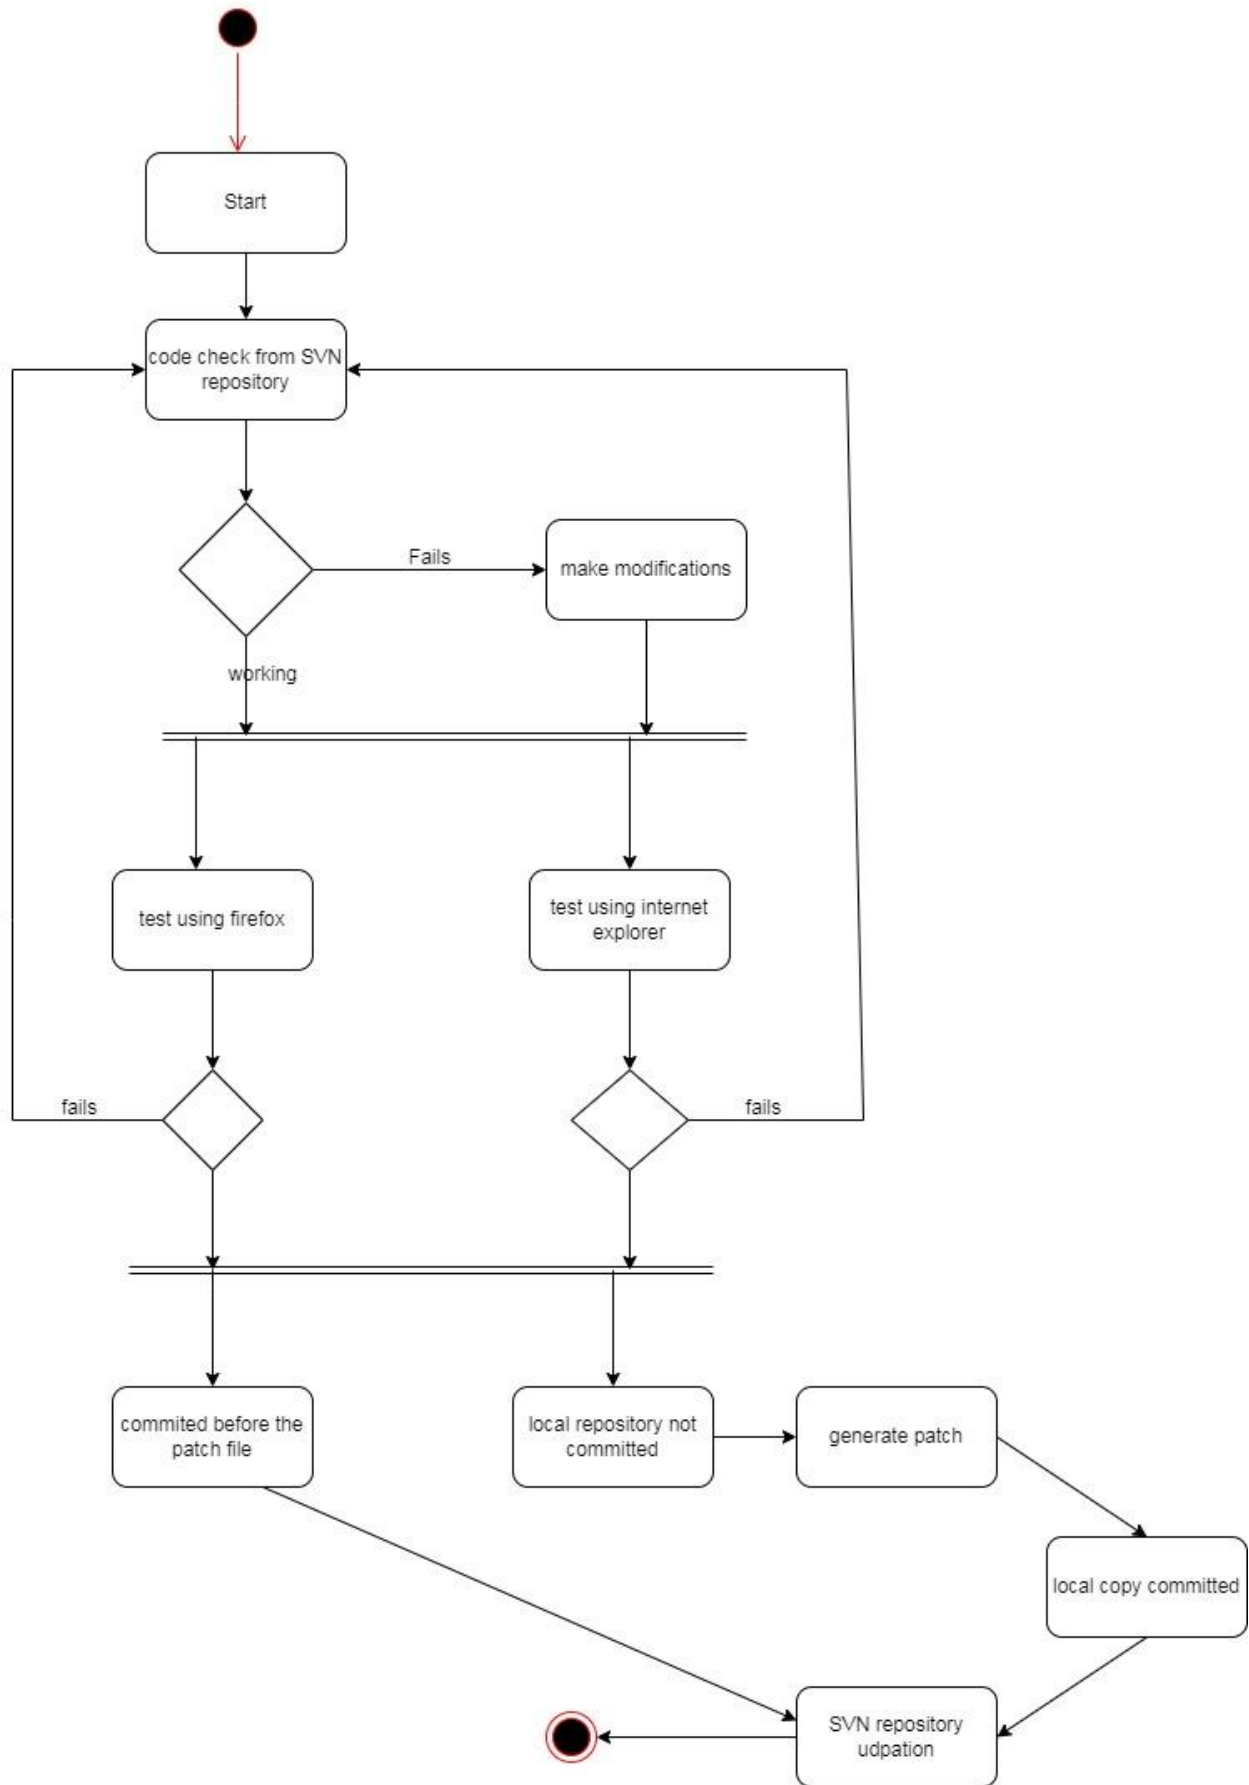 Start
code check from SVN
repository
Fails
make modifications
working
test using firefox
test using internet
explorer
fails
fails
commited before the
patch file
local repository not
committed
generate patch
local copy committed
SVN repository
udpation